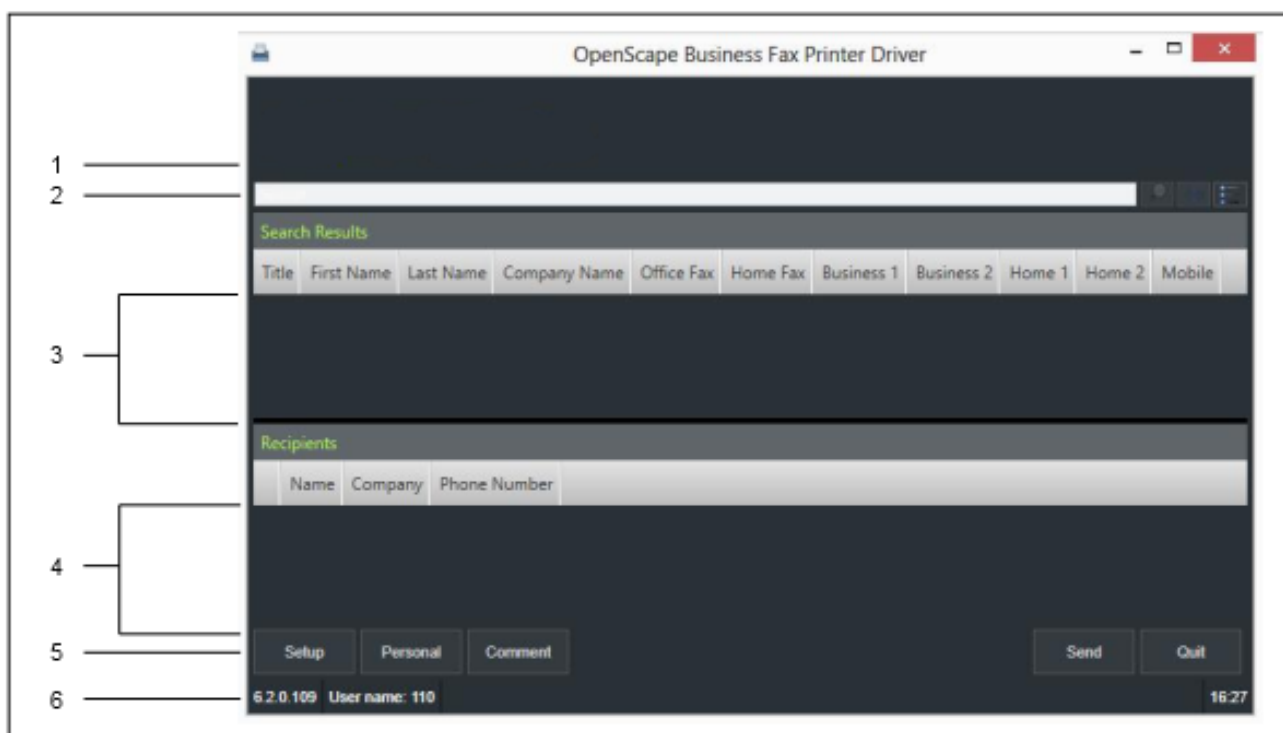 OpenScape Business Fax Printer Driver
1
2
Search Results
Title First Name Last Name Company Name Office Fax Home Fax Business 1 Business 2 Home 1 Home 2 Mobile
3
Recipients
Name Company Phone Number
4
5
Setup Personal Comment Send Quit
6
6.2.0.109 User name: 110 16:27